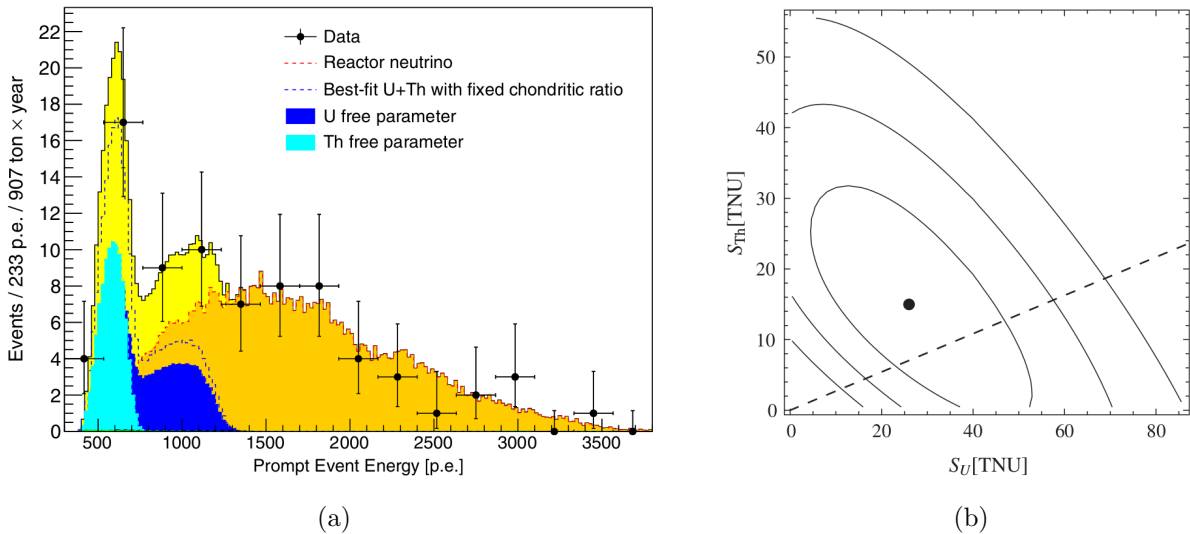 Events / 233 p.e. / 907 ton × year
22
20
18
16
14
12
10
8
6
4
2
0
500 1000 1500 2000 2500 3000 3500
Prompt Event Energy [p.e.]
Data
Reactor neutrino
Best-fit U+Th with fixed chondritic ratio
U free parameter
Th free parameter
(a)
S_Th[TNU]
50
40
30
20
10
0
0 20 40 60 80
S_U[TNU]
(b)